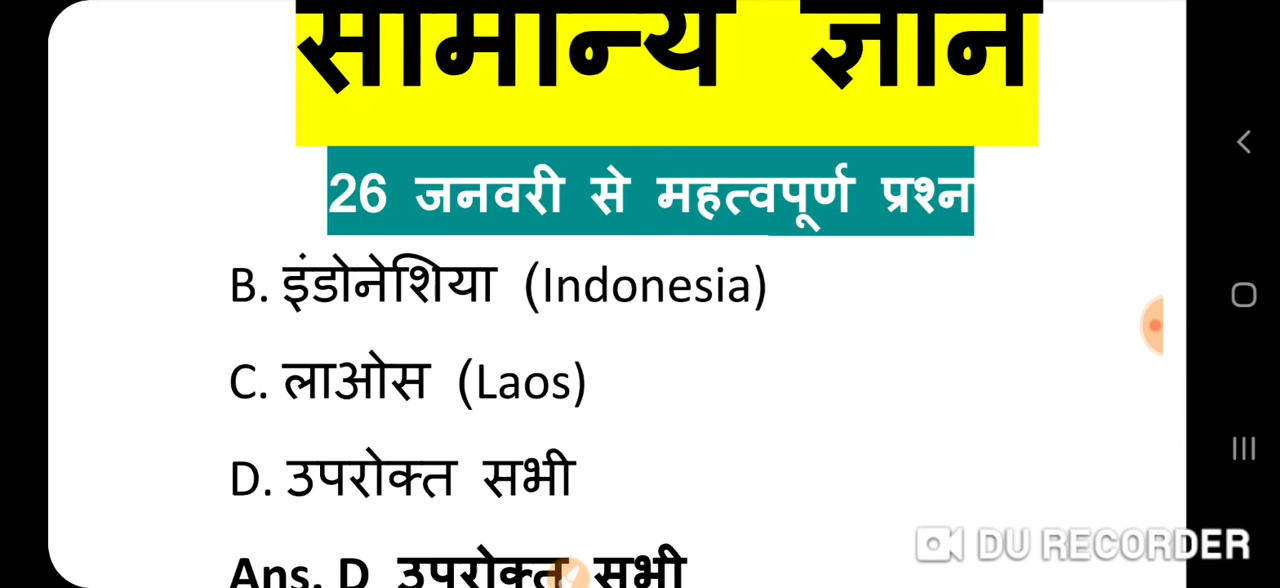 सामान्य ज्ञान
26 जनवरी से महत्वपूर्ण प्रश्न
B. इंडोनेशिया (Indonesia)
C. लाओस (Laos)
D. उपरोक्त सभी
Ans. D उपरोक्त सभी
DU RECORDER